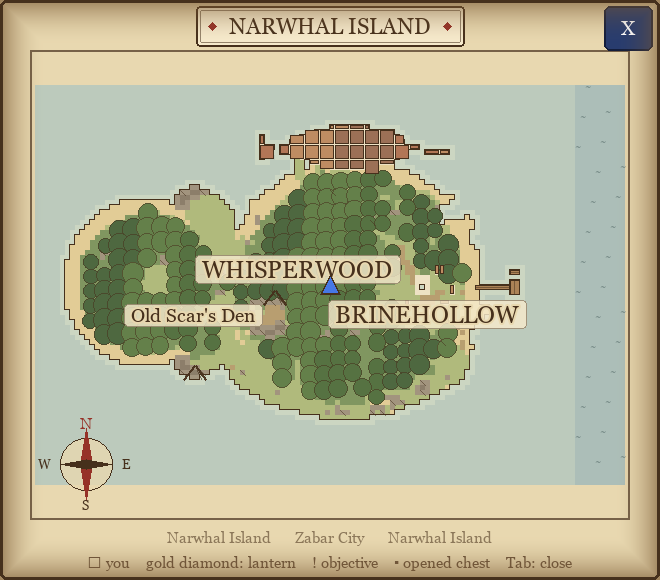 NARWHAL ISLAND
X
WHISPERWOOD
Old Scar's Den
BRINEHOLLOW
N
W E
S
Narwhal Island Zabar City Narwhal Island
☐ you gold diamond: lantern ! objective ▪ opened chest Tab: close